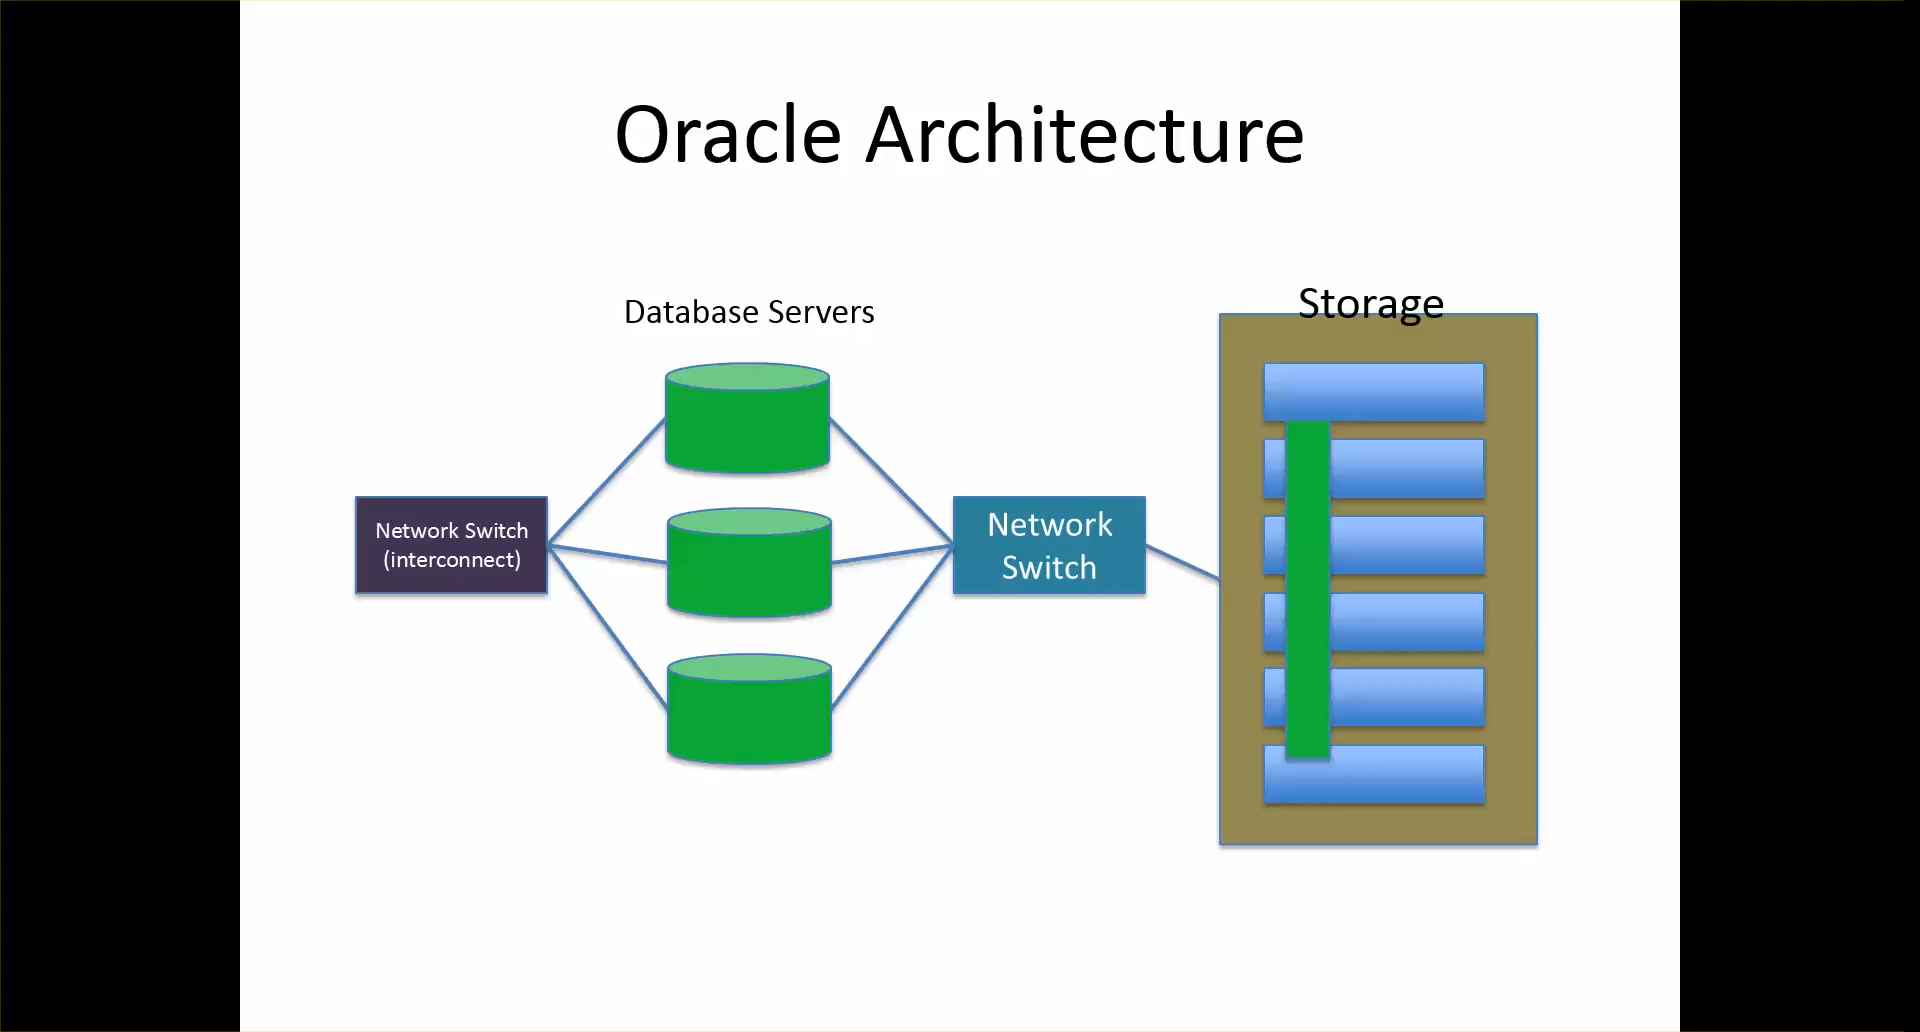 Oracle Architecture
Database Servers
Storage
Network Switch
(interconnect)
Network
Switch